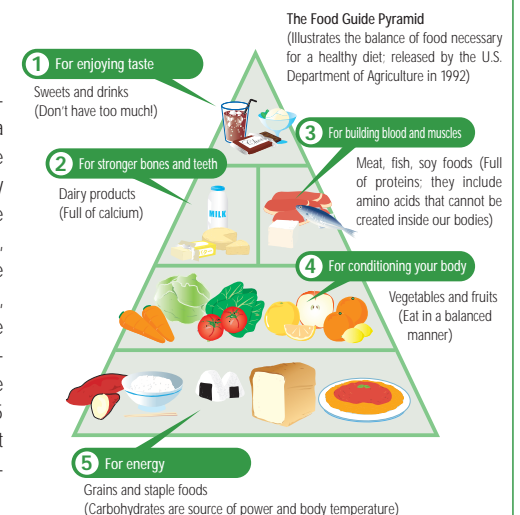 The Food Guide Pyramid
(Illustrates the balance of food necessary
for a healthy diet; released by the U.S.
Department of Agriculture in 1992)
1 For enjoying taste
Sweets and drinks
(Don't have too much!)
2 For stronger bones and teeth
Dairy products
(Full of calcium)
MILK
3 For building blood and muscles
Meat, fish, soy foods (Full
of proteins; they include
amino acids that cannot be
created inside our bodies)
4 For conditioning your body
Vegetables and fruits
(Eat in a balanced
manner)
5 For energy
Grains and staple foods
(Carbohydrates are source of power and body temperature)